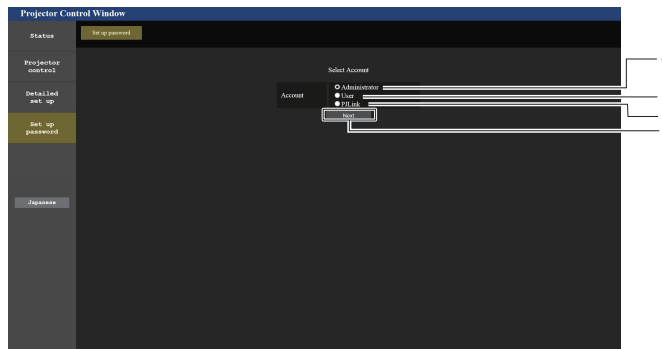 Projector Control Window
Status
Set up password
Projector
control
Select Account
Account
Administrator
User
PJLink
Detailed
set up
Next
Set up
password
Japanese